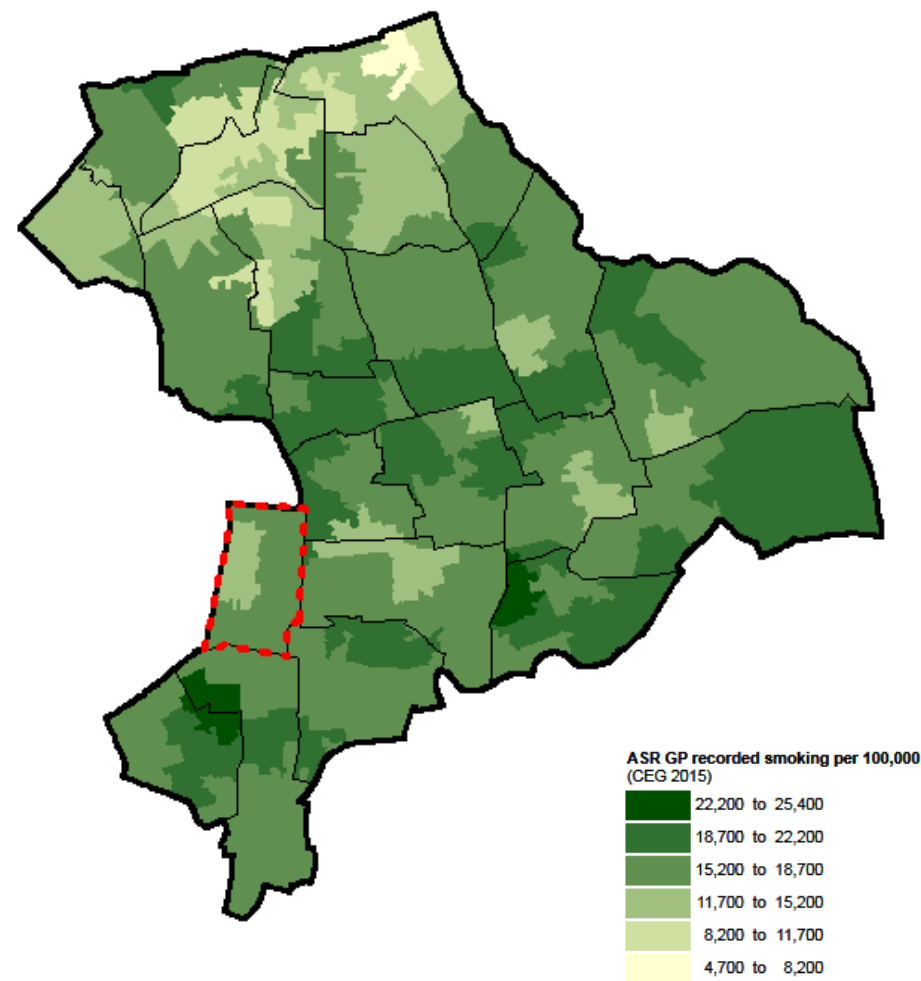 ASR GP recorded smoking per 100,000
(CEG 2015)
22,200 to 25,400
18,700 to 22,200
15,200 to 18,700
11,700 to 15,200
8,200 to 11,700
4,700 to 8,200